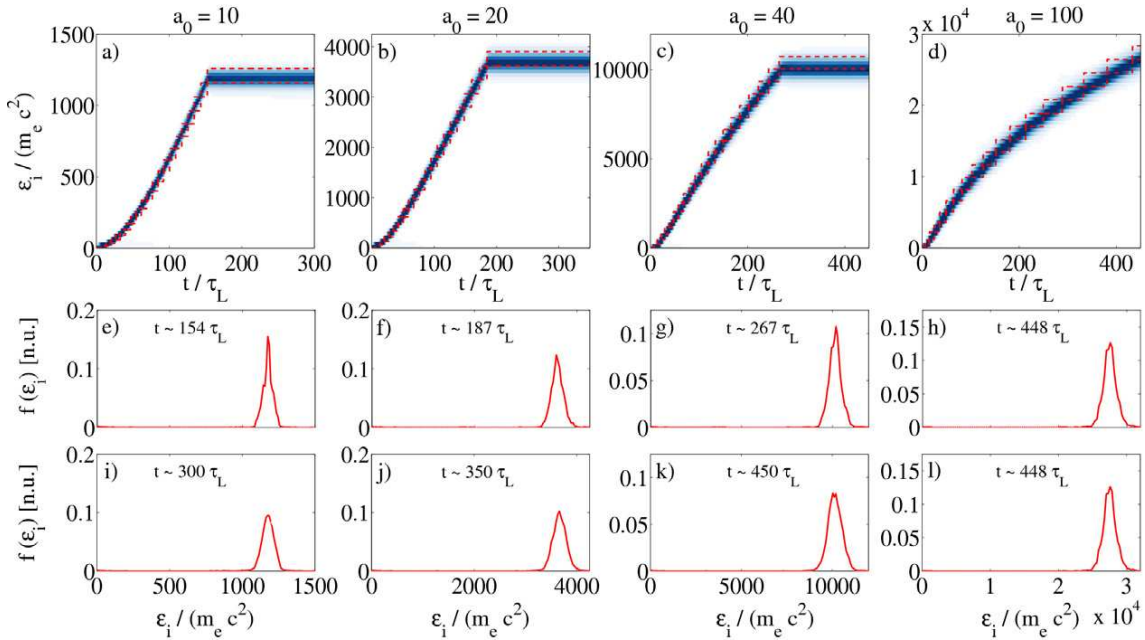 a₀ = 10 a₀ = 20 a₀ = 40 a₀ = 100
x 10⁴
a) b) c) d)
1500 4000 10000 3
1000 3000 2
500 2000 5000 1
0 1000 0 0
0
ε_i / (m_e c²)
0 100 200 300 0 100 200 300 0 100 200 300 400 0 200 400
t / τ_L t / τ_L t / τ_L t / τ_L
e) t ~ 154 τ_L f) t ~ 187 τ_L g) t ~ 267 τ_L h) t ~ 448 τ_L
0.2 0.2 0.1 0.15
0.1 0.1 0.05 0.1
0 0 0 0.05
0
f (ε_i) [n.u.]
i) t ~ 300 τ_L j) t ~ 350 τ_L k) t ~ 450 τ_L l) t ~ 448 τ_L
0.2 0.2 0.1 0.15
0.1 0.1 0.05 0.1
0 0 0 0.05
0
f (ε_i) [n.u.]
0 500 1000 1500 0 2000 4000 0 5000 10000 0 1 2 3
ε_i / (m_e c²) ε_i / (m_e c²) ε_i / (m_e c²) ε_i / (m_e c²) x 10⁴